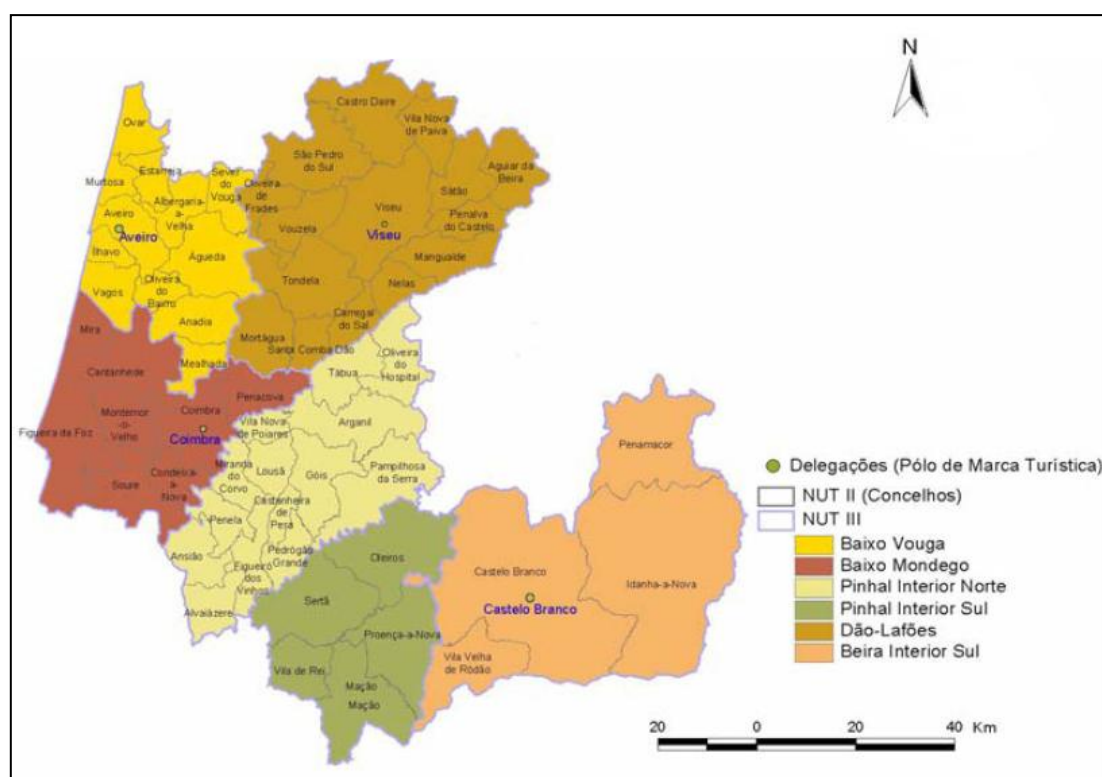 N
Ovar
Murtosa
Estarreja
Sever
do
Vouga
Albergaria-
a-
Velha
Aveiro
Aveiro
Ílhavo
Águeda
Vagos
Oliveira
do
Bairro
Anadia
Mealhada
Castro Daire
Vila Nova
de Paiva
São Pedro
do Sul
Aguiar da
Beira
Oliveira
de
Frades
Sátão
Viseu
Viseu
Penalva
do Castelo
Vouzela
Mangualde
Tondela
Nelas
Carregal
do Sal
Mortágua
Santa Comba Dão
Mira
Cantanhede
Coimbra
Coimbra
Penacova
Montemor
-o-
Velho
Figueira da Foz
Soure
Condeixa-
a-Nova
Oliveira
do
Hospital
Tábua
Arganil
Vila Nova
de Poiares
Miranda
do
Corvo
Lousã
Góis
Pampilhosa
da Serra
Castanheira
de
Pera
Penela
Pedrógão
Grande
Ansião
Figueiró
dos
Vinhos
Alvaiázere
Oleiros
Sertã
Proença-a-Nova
Vila de Rei
Mação
Mação
Penamacor
Castelo Branco
Castelo Branco
Idanha-a-Nova
Vila Velha
de Ródão
Delegações (Pólo de Marca Turística)
NUT II (Concelhos)
NUT III
Baixo Vouga
Baixo Mondego
Pinhal Interior Norte
Pinhal Interior Sul
Dão-Lafões
Beira Interior Sul
20 0 20 40 Km